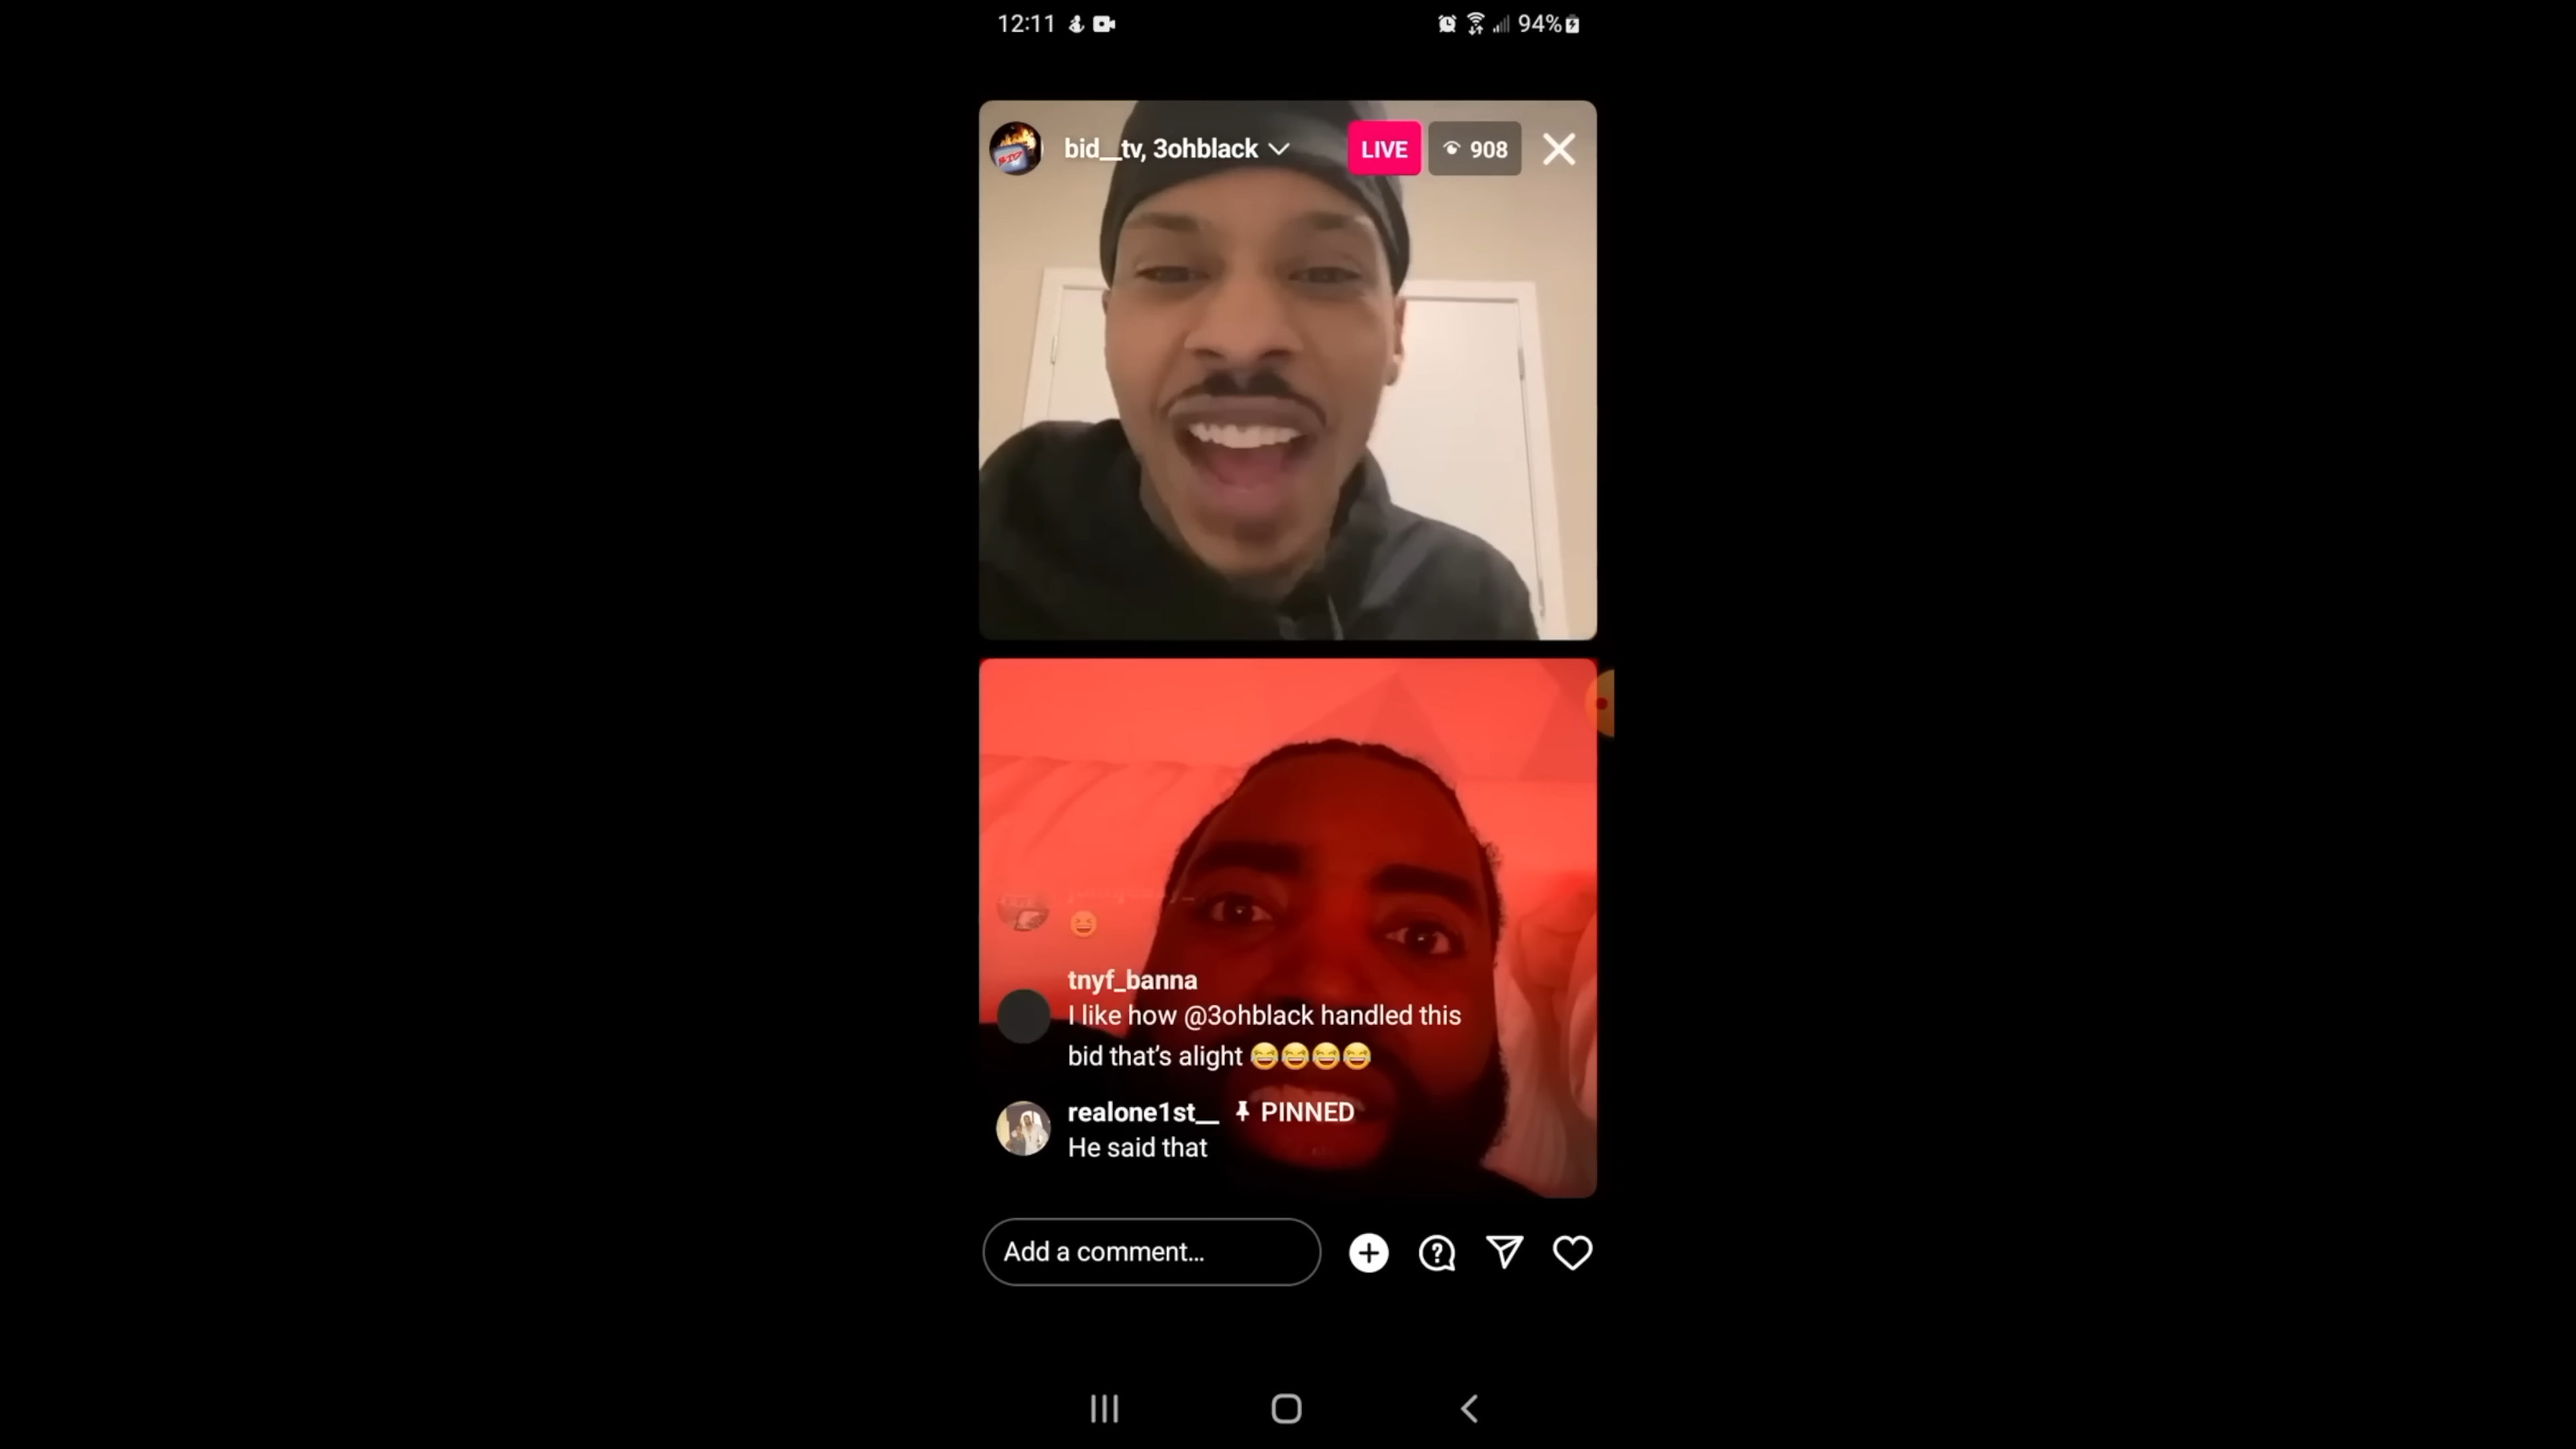 12:11
94%
bid__tv, 3ohblack
LIVE
908
tnyf_banna
I like how @3ohblack handled this
bid that's alight 😂😂😂😂
realone1st__ PINNED
He said that
Add a comment...